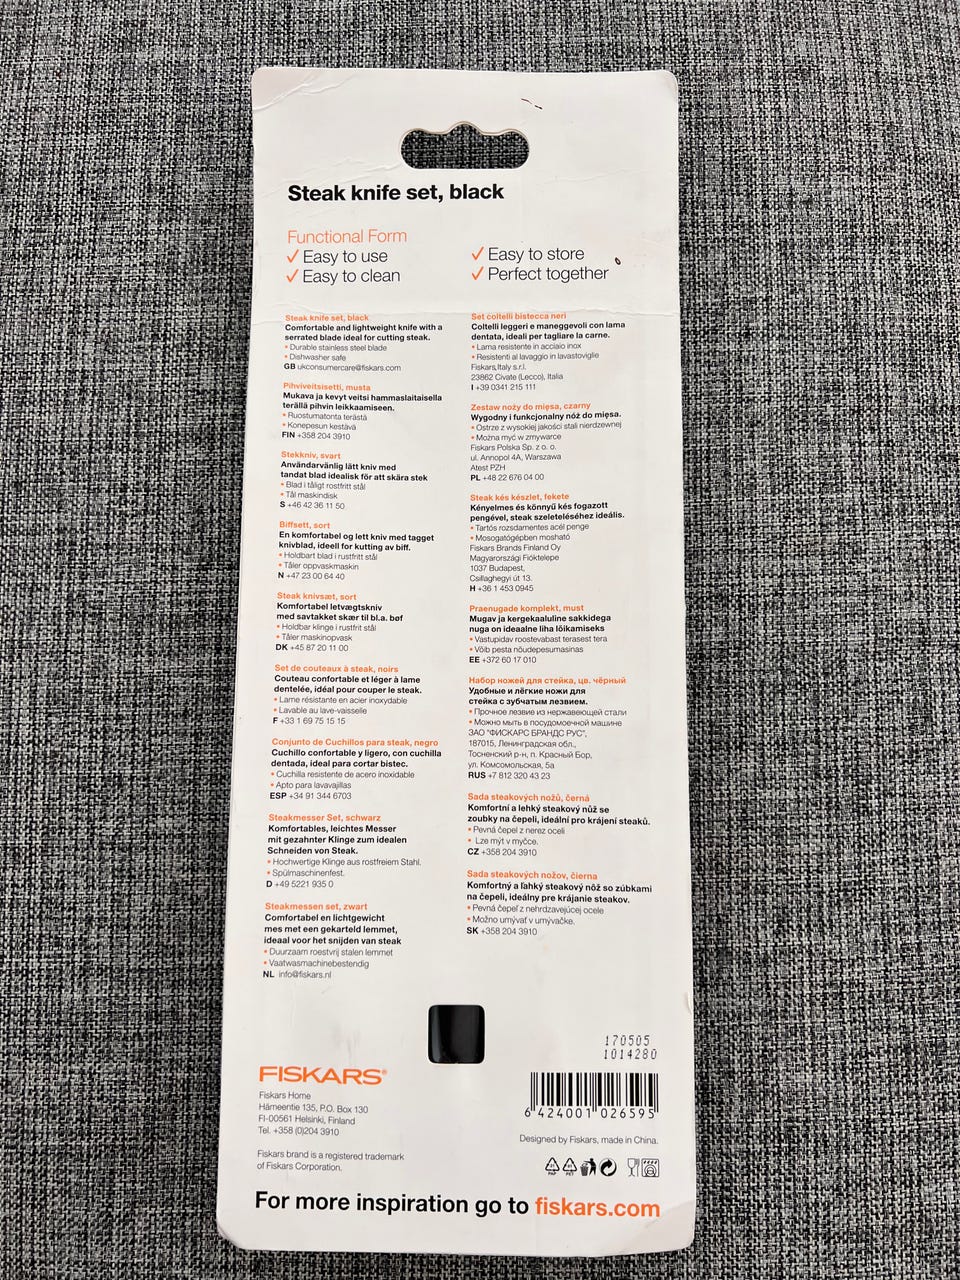 Steak knife set, black
Functional Form
✓ Easy to use
✓ Easy to clean
✓ Easy to store
✓ Perfect together
Steak knife set, black
Comfortable and lightweight knife with a
serrated blade ideal for cutting steak.
• Durable stainless steel blade
• Dishwasher safe
GB ukconsumercare@fiskars.com
Pihviveitsisetti, musta
Mukava ja kevyt veitsi hammaslaitaisella
terällä pihvin leikkaamiseen.
• Ruostumatonta terästä
• Konepesun kestävä
FIN +358 204 3910
Stekkniv, svart
Användarvänlig lätt kniv med
tandat blad idealisk för att skära stek
• Blad i tåligt rostfritt stål
• Tål maskindisk
S +46 42 36 11 50
Biffsett, sort
En komfortabel og lett kniv med tagget
knivblad, ideell for kutting av biff.
• Holdbart blad i rustfritt stål
• Tåler oppvaskmaskin
N +47 23 00 64 40
Steak knivsæt, sort
Komfortabel letvægtskniv
med savtakket skær til bl.a. bøf
• Holdbar klinge i rustfrit stål
• Tåler maskinopvask
DK +45 87 20 11 00
Set de couteaux à steak, noirs
Couteau confortable et léger à lame
dentelée, idéal pour couper le steak.
• Lame résistante en acier inoxydable
• Lavable au lave-vaisselle
F +33 1 69 75 15 15
Conjunto de Cuchillos para steak, negro
Cuchillo confortable y ligero, con cuchilla
dentada, ideal para cortar bistec.
• Cuchilla resistente de acero inoxidable
• Apto para lavavajillas
ESP +34 91 344 6703
Steakmesser Set, schwarz
Komfortables, leichtes Messer
mit gezahnter Klinge zum idealen
Schneiden von Steak.
• Hochwertige Klinge aus rostfreiem Stahl.
• Spülmaschinenfest.
D +49 5221 935 0
Steakmessen set, zwart
Comfortabel en lichtgewicht
mes met een gekarteld lemmet,
ideaal voor het snijden van steak
• Duurzaam roestvrij stalen lemmet
• Vaatwasmachinebestendig
NL info@fiskars.nl
Set coltelli bistecca neri
Coltelli leggeri e maneggevoli con lama
dentata, ideali per tagliare la carne.
• Lama resistente in acciaio inox
• Resistenti al lavaggio in lavastoviglie
Fiskars,Italy s.r.l.
23862 Civate (Lecco), Italia
I +39 0341 215 111
Zestaw noży do mięsa, czarny
Wygodny i funkcjonalny nóż do mięsa.
• Ostrze z wysokiej jakości stali nierdzewnej
• Można myć w zmywarce
Fiskars Polska Sp. z o. o.
ul. Annopol 4A, Warszawa
Atest PZH
PL +48 22 676 04 00
Steak kés készlet, fekete
Kényelmes és könnyű kés fogazott
pengével, steak szeleteléséhez ideális.
• Tartós rozsdamentes acél penge
• Mosogatógépben mosható
Fiskars Brands Finland Oy
Magyarországi Fióktelepe
1037 Budapest,
Csillaghegyi út 13.
H +36 1 453 0945
Praenugade komplekt, must
Mugav ja kergekaaluline sakkidega
nuga on ideaalne liha lõikamiseks
• Vastupidav roostevabast terasest tera
• Võib pesta nõudepesumasinas
EE +372 60 17 010
Набор ножей для стейка, цв. чёрный
Удобные и лёгкие ножи для
стейка с зубчатым лезвием.
• Прочное лезвие из нержавеющей стали
• Можно мыть в посудомоечной машине
ЗАО "ФИСКАРС БРАНДС РУС",
187015, Ленинградская обл.,
Тосненский р-н, п. Красный Бор,
ул. Комсомольская, 5а
RUS +7 812 320 43 23
Sada steakových nožů, černá
Komfortní a lehký steakový nůž se
zoubky na čepeli, ideální pro krájení steaků.
• Pevná čepel z nerez oceli
• Lze mýt v myčce.
CZ +358 204 3910
Sada steakových nožov, čierna
Komfortný a ľahký steakový nôž so zúbkami
na čepeli, ideálny pre krájanie steakov.
• Pevná čepeľ z nehrdzavejúcej ocele
• Možno umývať v umývačke.
SK +358 204 3910
170505
1014280
FISKARS®
Fiskars Home
Hämeentie 135, P.O. Box 130
FI-00561 Helsinki, Finland
Tel. +358 (0)204 3910
Fiskars brand is a registered trademark
of Fiskars Corporation.
6 424001 026595
Designed by Fiskars, made in China.
PAP
PET
For more inspiration go to fiskars.com